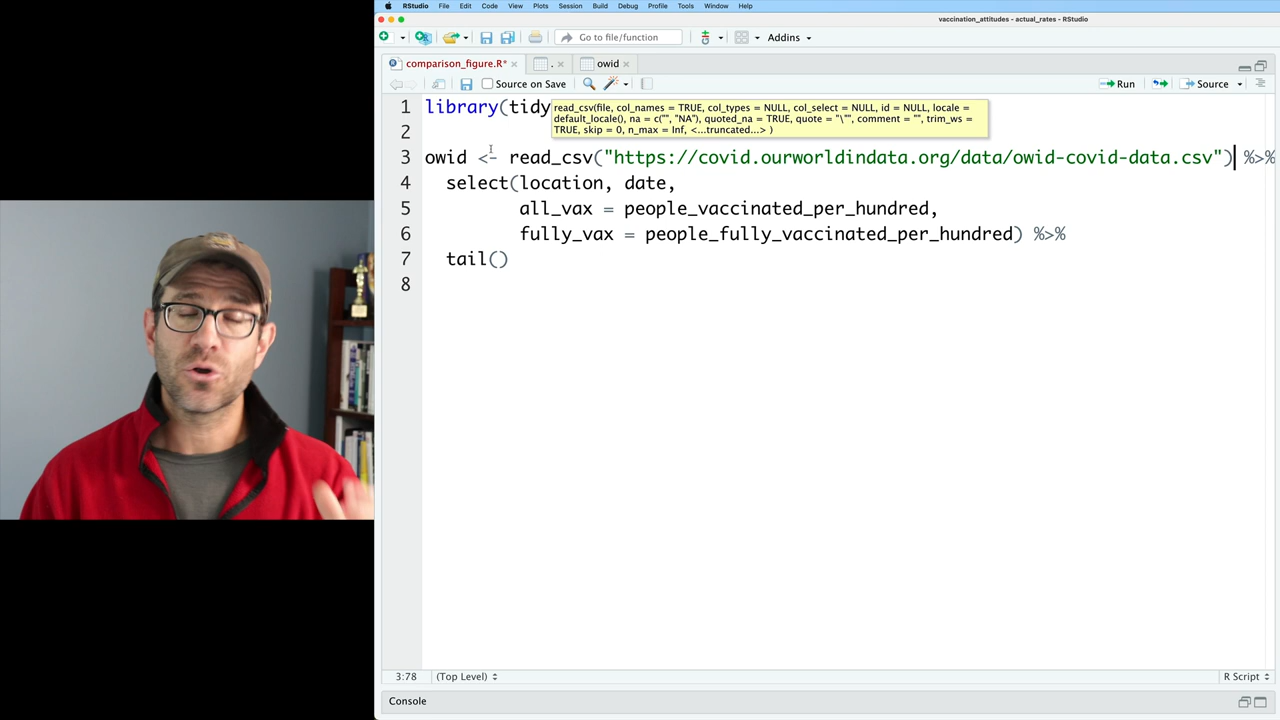 RStudio File Edit Code View Plots Session Build Debug Profile Tools Window Help
vaccination_attitudes - actual_rates - RStudio
Go to file/function Addins
comparison_figure.R* . owid
Source on Save Run Source
1 library(tidy
read_csv(file, col_names = TRUE, col_types = NULL, col_select = NULL, id = NULL, locale =
default_locale(), na = c("", "NA"), quoted_na = TRUE, quote = "\"", comment = "", trim_ws =
TRUE, skip = 0, n_max = Inf, <...truncated...> )
2
3 owid <- read_csv("https://covid.ourworldindata.org/data/owid-covid-data.csv") %>%
4 select(location, date,
5 all_vax = people_vaccinated_per_hundred,
6 fully_vax = people_fully_vaccinated_per_hundred) %>%
7 tail()
8
3:78 (Top Level) R Script
Console